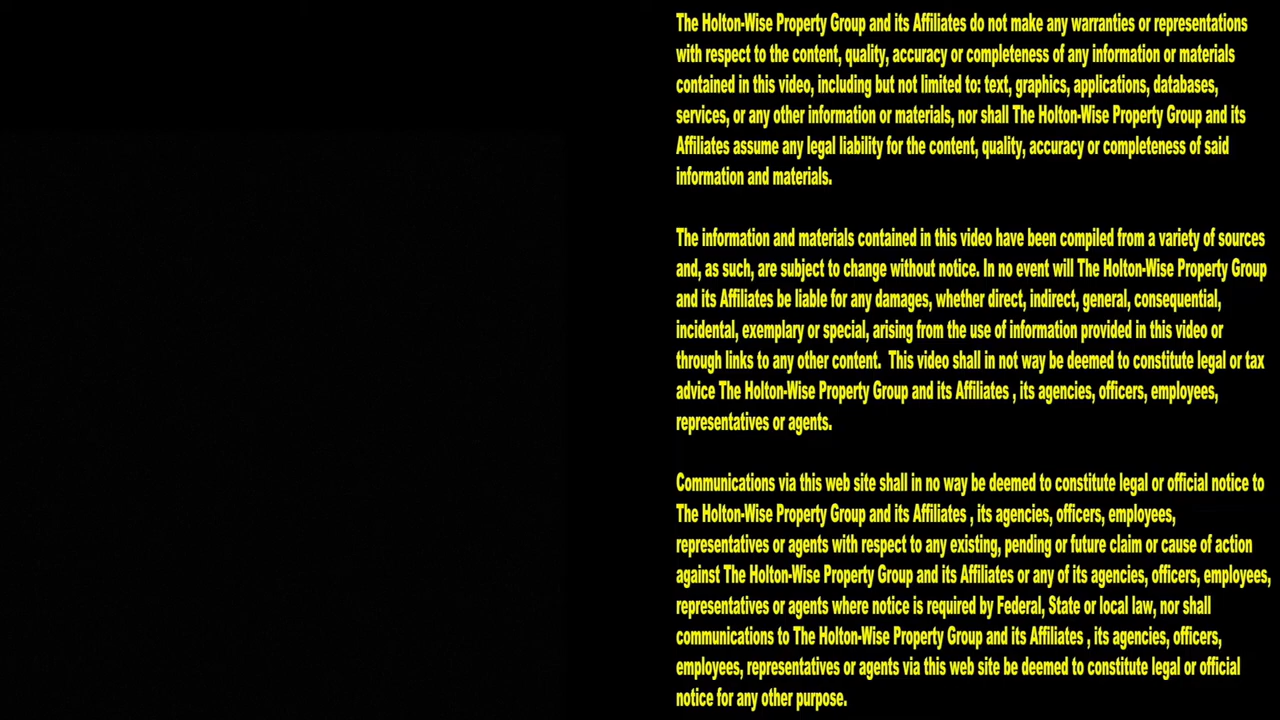 The Holton-Wise Property Group and its Affiliates do not make any warranties or representations
with respect to the content, quality, accuracy or completeness of any information or materials
contained in this video, including but not limited to: text, graphics, applications, databases,
services, or any other information or materials, nor shall The Holton-Wise Property Group and its
Affiliates assume any legal liability for the content, quality, accuracy or completeness of said
information and materials.
The information and materials contained in this video have been compiled from a variety of sources
and, as such, are subject to change without notice. In no event will The Holton-Wise Property Group
and its Affiliates be liable for any damages, whether direct, indirect, general, consequential,
incidental, exemplary or special, arising from the use of information provided in this video or
through links to any other content.  This video shall in not way be deemed to constitute legal or tax
advice The Holton-Wise Property Group and its Affiliates , its agencies, officers, employees,
representatives or agents.
Communications via this web site shall in no way be deemed to constitute legal or official notice to
The Holton-Wise Property Group and its Affiliates , its agencies, officers, employees,
representatives or agents with respect to any existing, pending or future claim or cause of action
against The Holton-Wise Property Group and its Affiliates or any of its agencies, officers, employees,
representatives or agents where notice is required by Federal, State or local law, nor shall
communications to The Holton-Wise Property Group and its Affiliates , its agencies, officers,
employees, representatives or agents via this web site be deemed to constitute legal or official
notice for any other purpose.